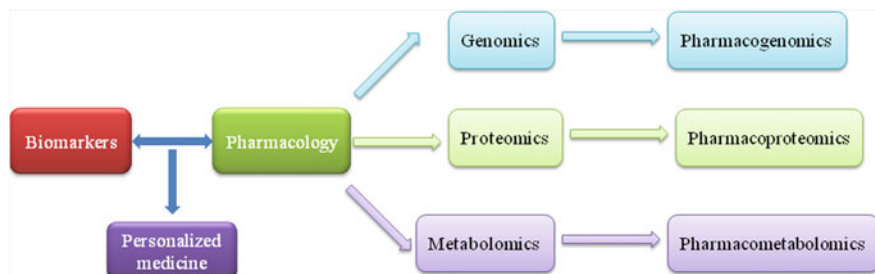 Genomics
Pharmacogenomics
Biomarkers
Pharmacology
Proteomics
Pharmacoproteomics
Personalized
medicine
Metabolomics
Pharmacometabolomics